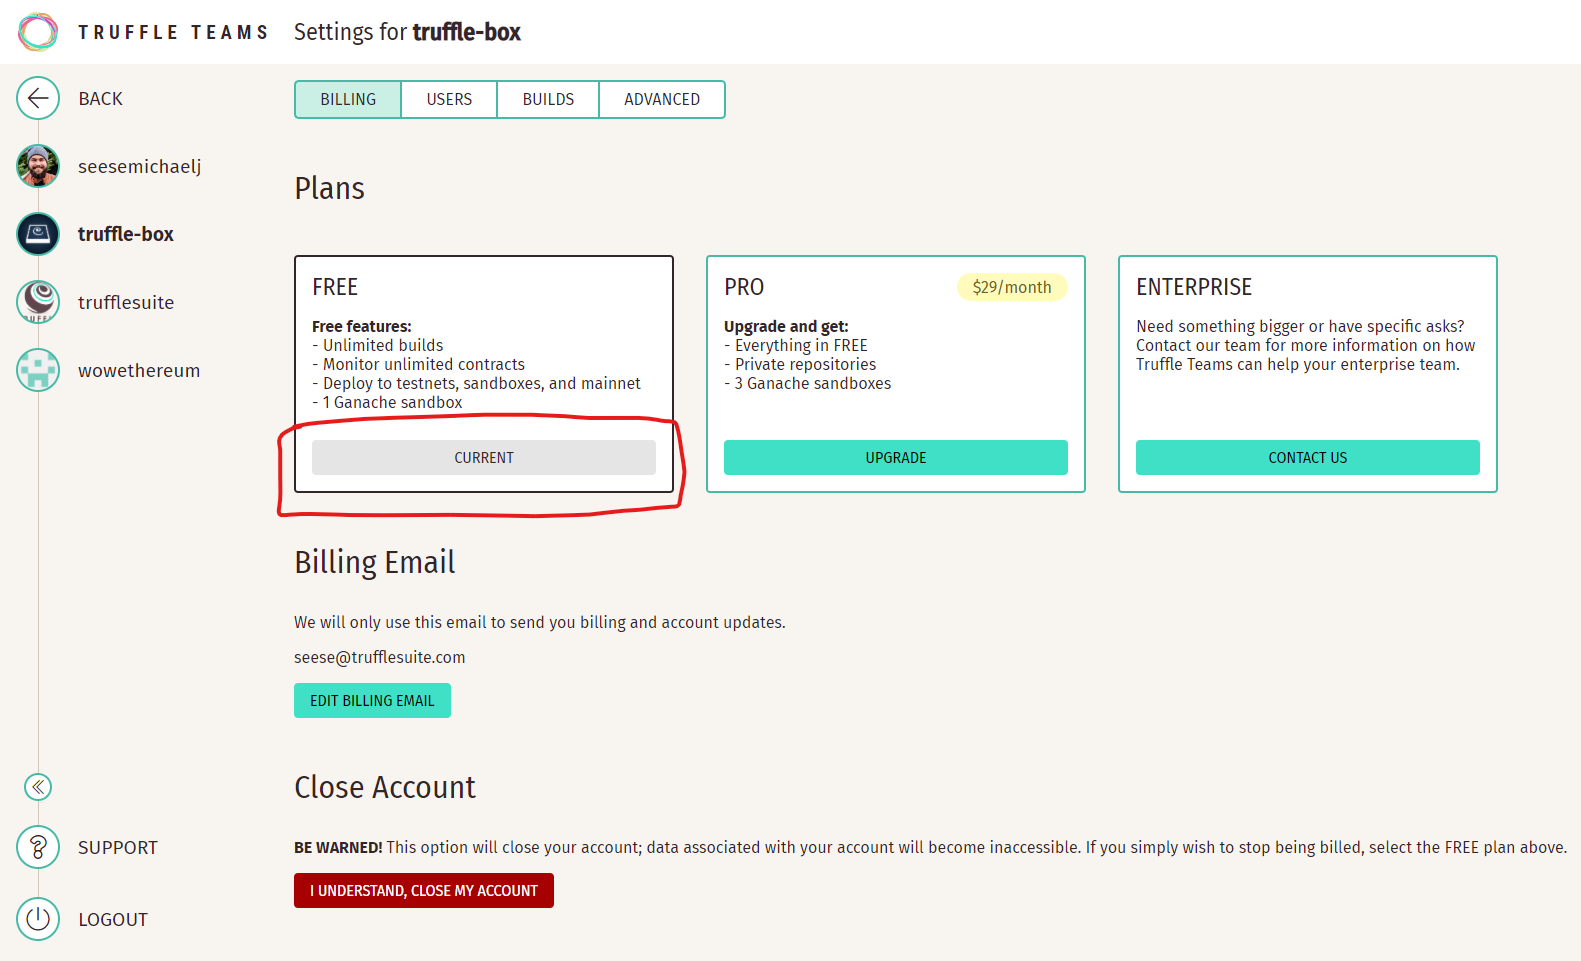 TRUFFLE TEAMS
Settings for truffle-box
BACK
seesemichaelj
truffle-box
trufflesuite
wowethereum
SUPPORT
LOGOUT
BILLING
USERS
BUILDS
ADVANCED
Plans
FREE
Free features:
- Unlimited builds
- Monitor unlimited contracts
- Deploy to testnets, sandboxes, and mainnet
- 1 Ganache sandbox
CURRENT
PRO
$29/month
Upgrade and get:
- Everything in FREE
- Private repositories
- 3 Ganache sandboxes
UPGRADE
ENTERPRISE
Need something bigger or have specific asks?
Contact our team for more information on how
Truffle Teams can help your enterprise team.
CONTACT US
Billing Email
We will only use this email to send you billing and account updates.
seese@trufflesuite.com
EDIT BILLING EMAIL
Close Account
BE WARNED! This option will close your account; data associated with your account will become inaccessible. If you simply wish to stop being billed, select the FREE plan above.
I UNDERSTAND, CLOSE MY ACCOUNT